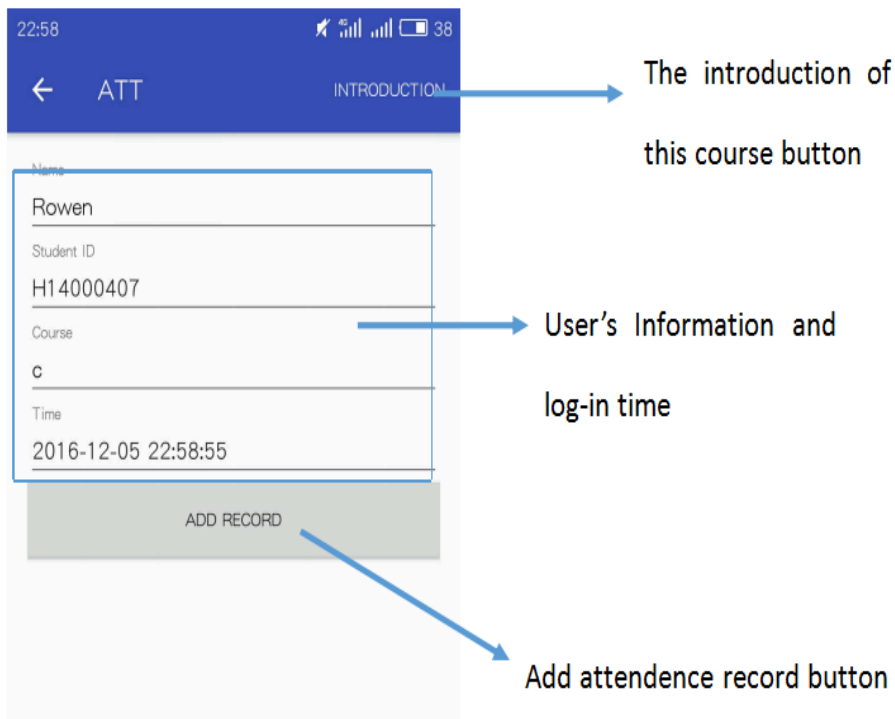 22:58
4G
38
ATT
INTRODUCTION
The introduction of
this course button
Name
Rowen
Student ID
H14000407
Course
c
User's Information and
log-in time
Time
2016-12-05 22:58:55
ADD RECORD
Add attendence record button